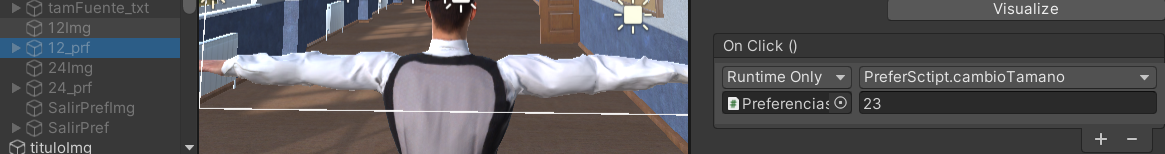 tamFuente_txt
12Img
12_prf
24Img
24_prf
SalirPrefImg
SalirPref
tituloImg
Visualize
On Click ()
Runtime Only
PreferSctipt.cambioTamano
Preferencias
23